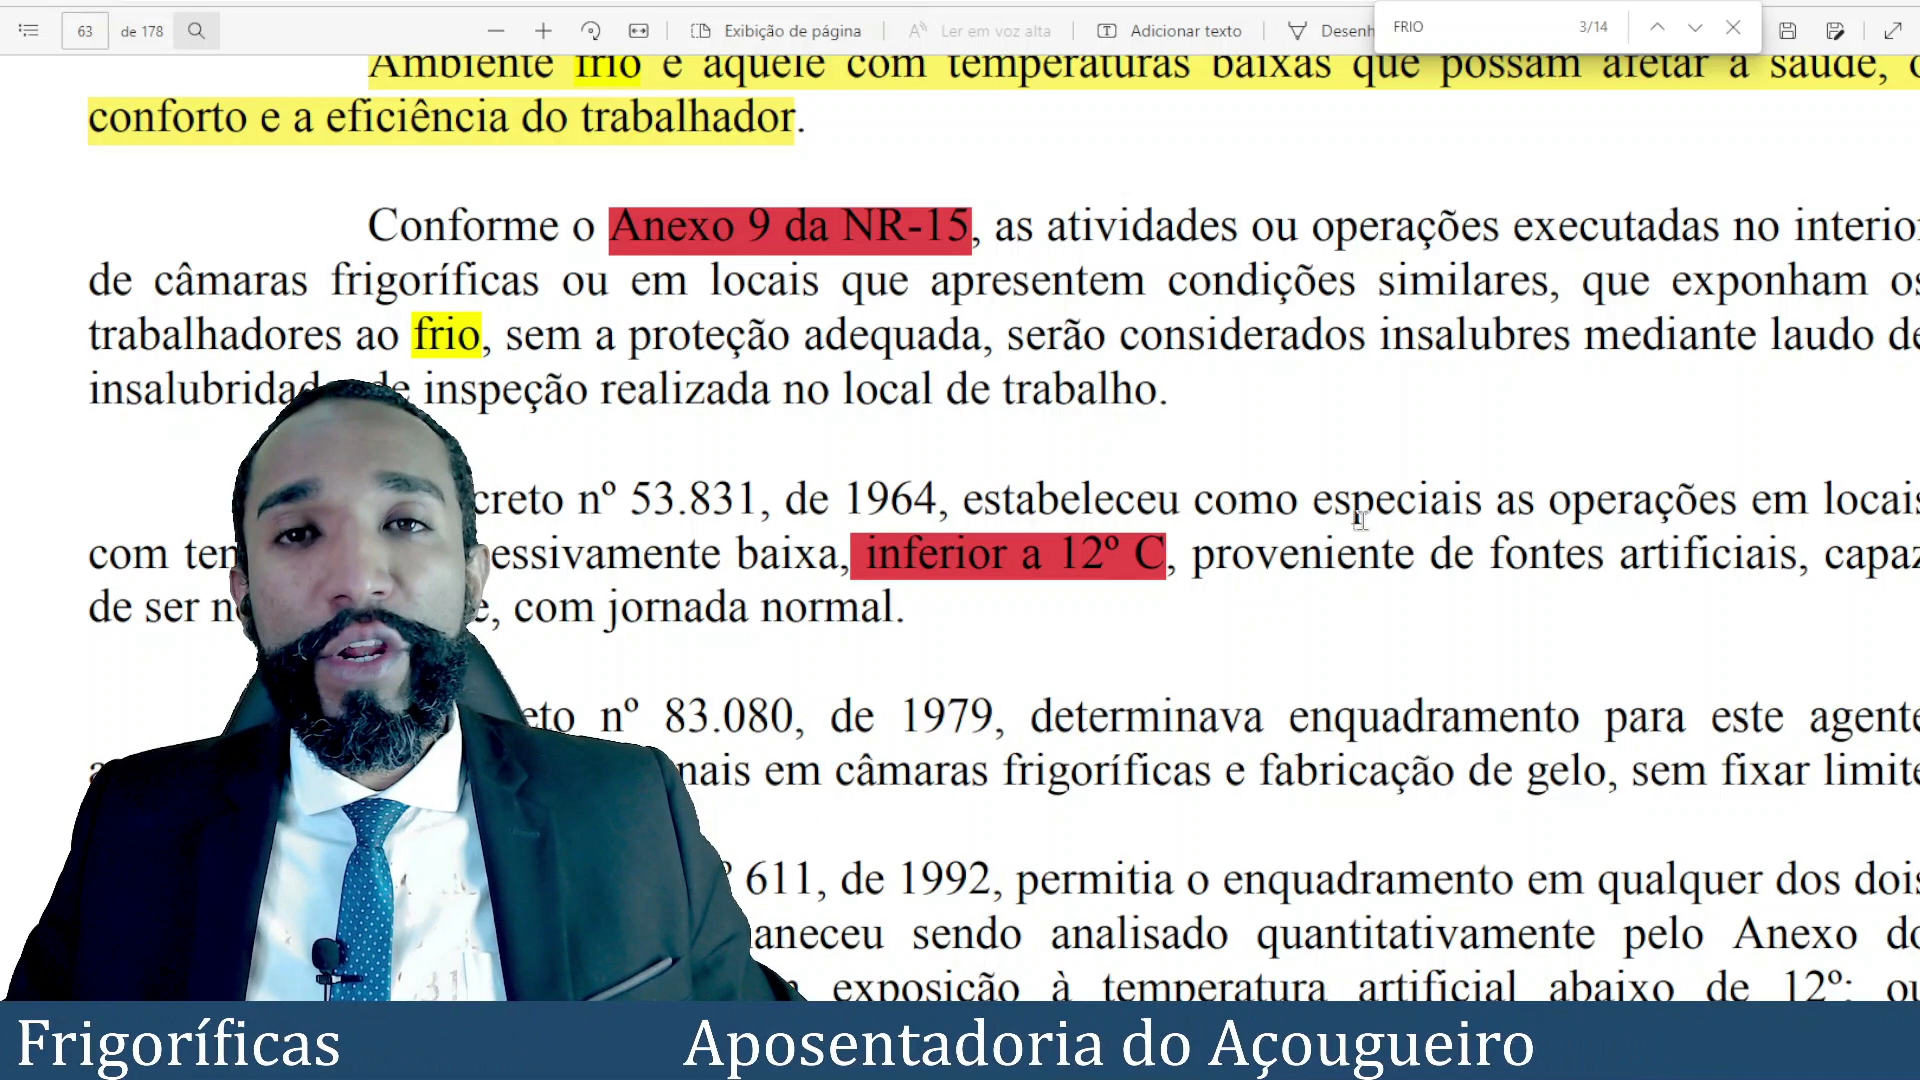 63 de 178 Exibição de página Ler em voz alta Adicionar texto Desenh FRIO 3/14
Ambiente frio é aquele com temperaturas baixas que possam afetar a saúde, o
conforto e a eficiência do trabalhador.
Conforme o Anexo 9 da NR-15, as atividades ou operações executadas no interior
de câmaras frigoríficas ou em locais que apresentem condições similares, que exponham os
trabalhadores ao frio, sem a proteção adequada, serão considerados insalubres mediante laudo de
insalubridade de inspeção realizada no local de trabalho.
creto nº 53.831, de 1964, estabeleceu como especiais as operações em locais
com tem essivamente baixa, inferior a 12º C, proveniente de fontes artificiais, capaz
de ser n e, com jornada normal.
eto nº 83.080, de 1979, determinava enquadramento para este agente
a nais em câmaras frigoríficas e fabricação de gelo, sem fixar limite
º 611, de 1992, permitia o enquadramento em qualquer dos dois
aneceu sendo analisado quantitativamente pelo Anexo do
exposição à temperatura artificial abaixo de 12º; ou
Frigoríficas Aposentadoria do Açougueiro